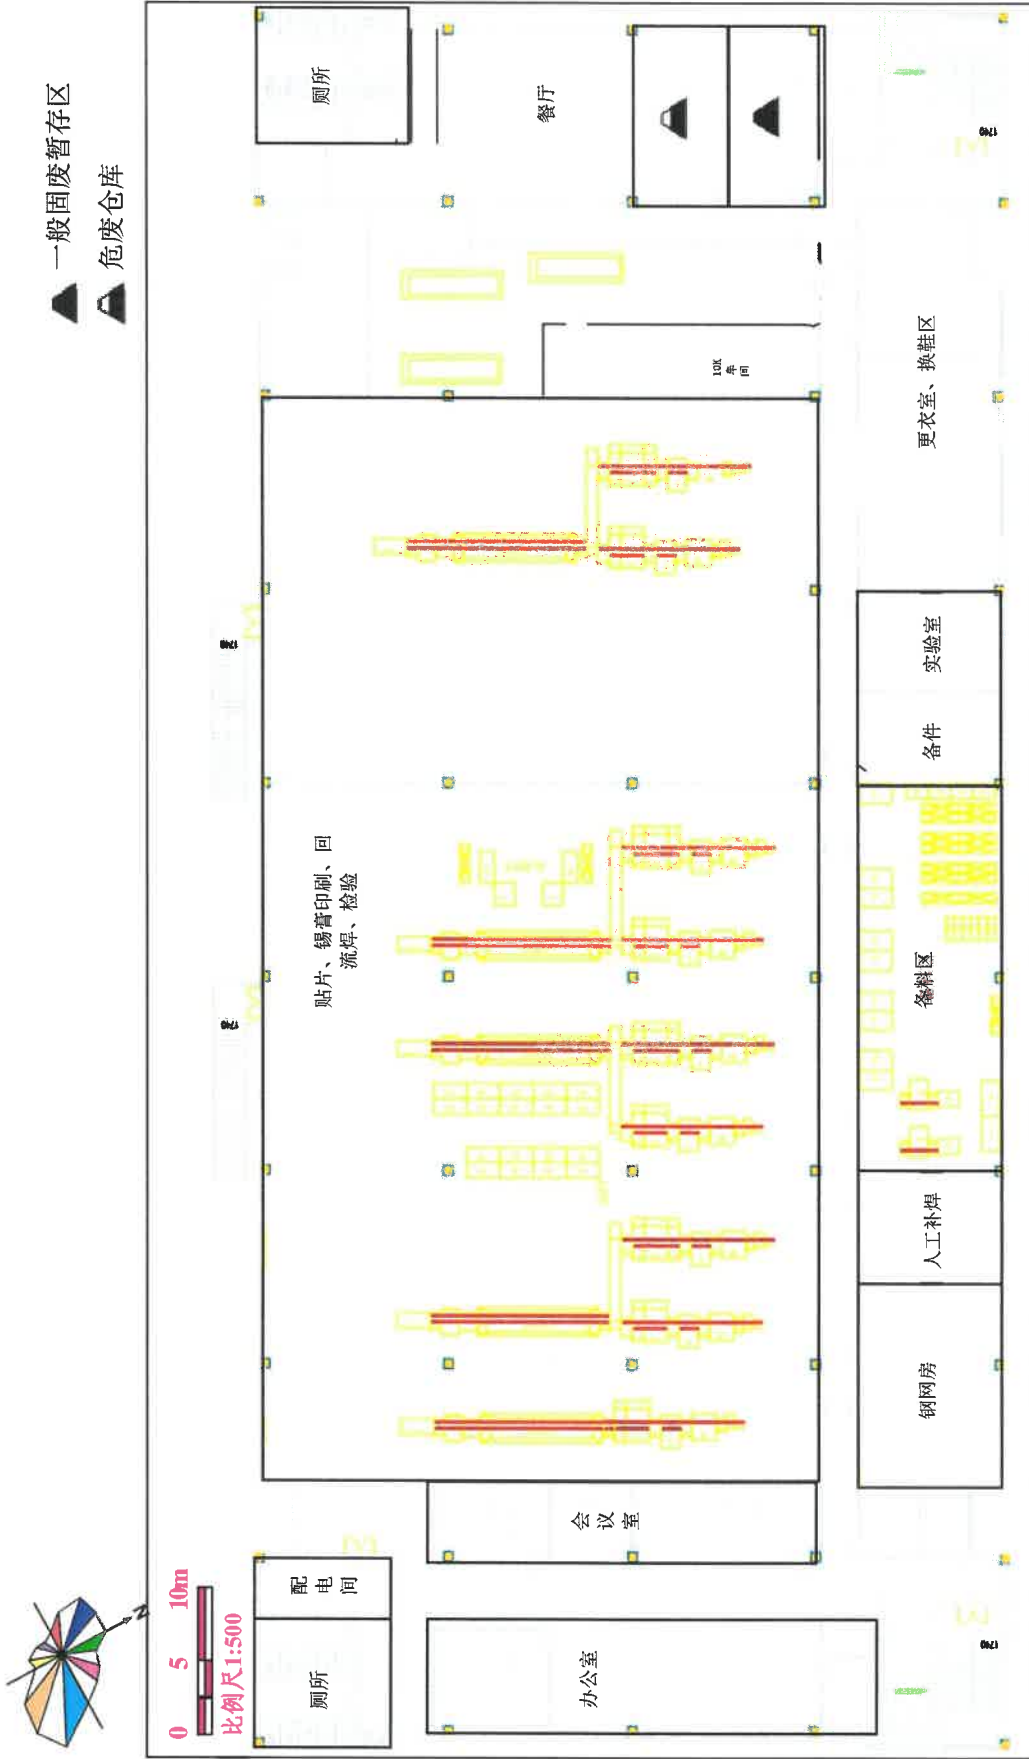 一般固废暂存区
危废仓库
厕所
餐厅
10K
车
间
更衣室、换鞋区
贴片、锡膏印刷、回
流焊、检验
实验室
备件
备料区
人工补焊
钢网房
会
议
室
配
电
间
厕所
办公室
N
0 5 10m
比例尺1:500